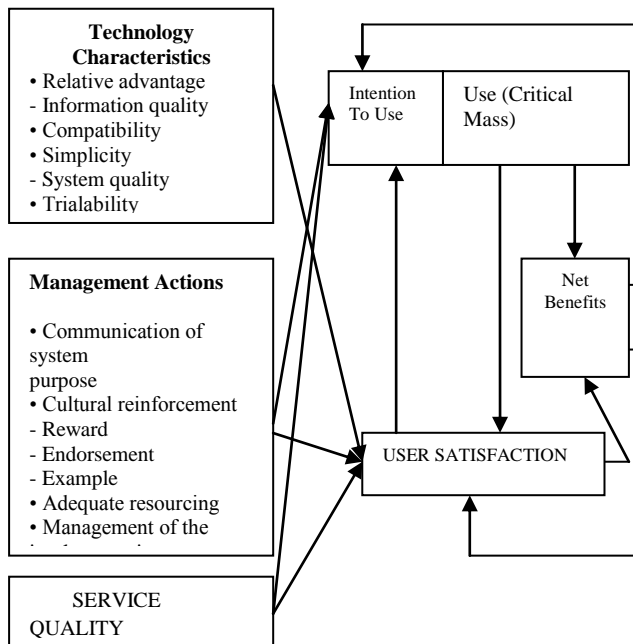 Technology
Characteristics
• Relative advantage
- Information quality
• Compatibility
• Simplicity
- System quality
• Trialability
Management Actions
• Communication of
system
purpose
• Cultural reinforcement
- Reward
- Endorsement
- Example
• Adequate resourcing
• Management of the
SERVICE
QUALITY
Intention
To Use
Use (Critical
Mass)
Net
Benefits
USER SATISFACTION